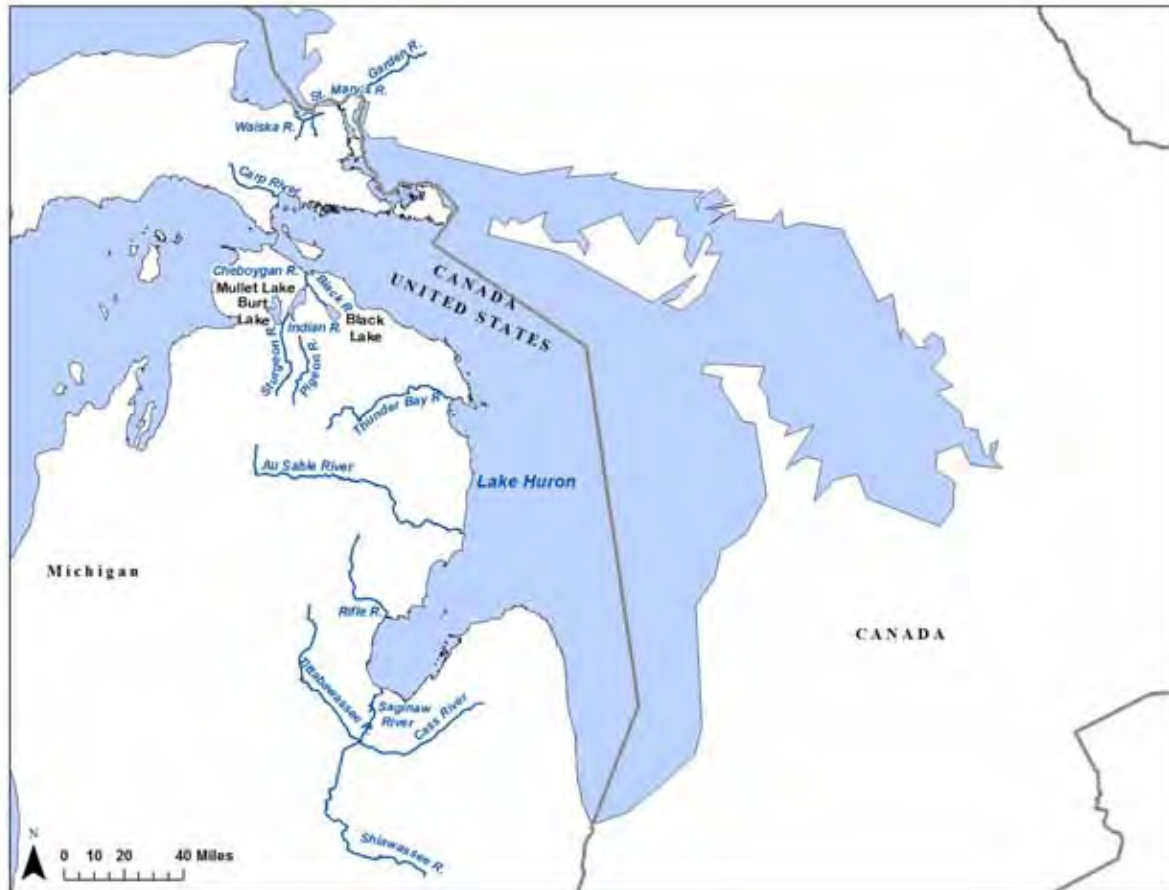 Garden R.
St. Mary's R.
Waiska R.
Carp River
CANADA
UNITED STATES
Cheboygan R.
Mullet Lake
Burt
Lake
Black R.
Indian R.
Black
Lake
Sturgeon R.
Pigeon R.
Thunder Bay R.
Au Sable River
Lake Huron
Michigan
Rifle R.
CANADA
Tittabawassee R.
Saginaw
River
Cass River
Shiawassee R.
N
0 10 20 40 Miles